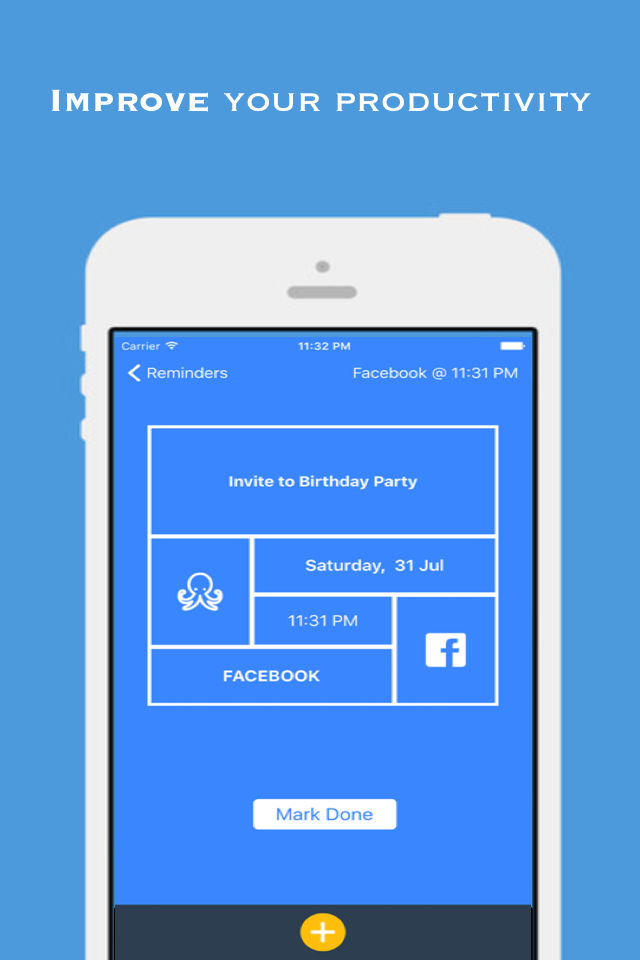 IMPROVE YOUR PRODUCTIVITY
Carrier 11:32 PM
Reminders Facebook @ 11:31 PM
Invite to Birthday Party
Saturday, 31 Jul
11:31 PM
FACEBOOK
Mark Done